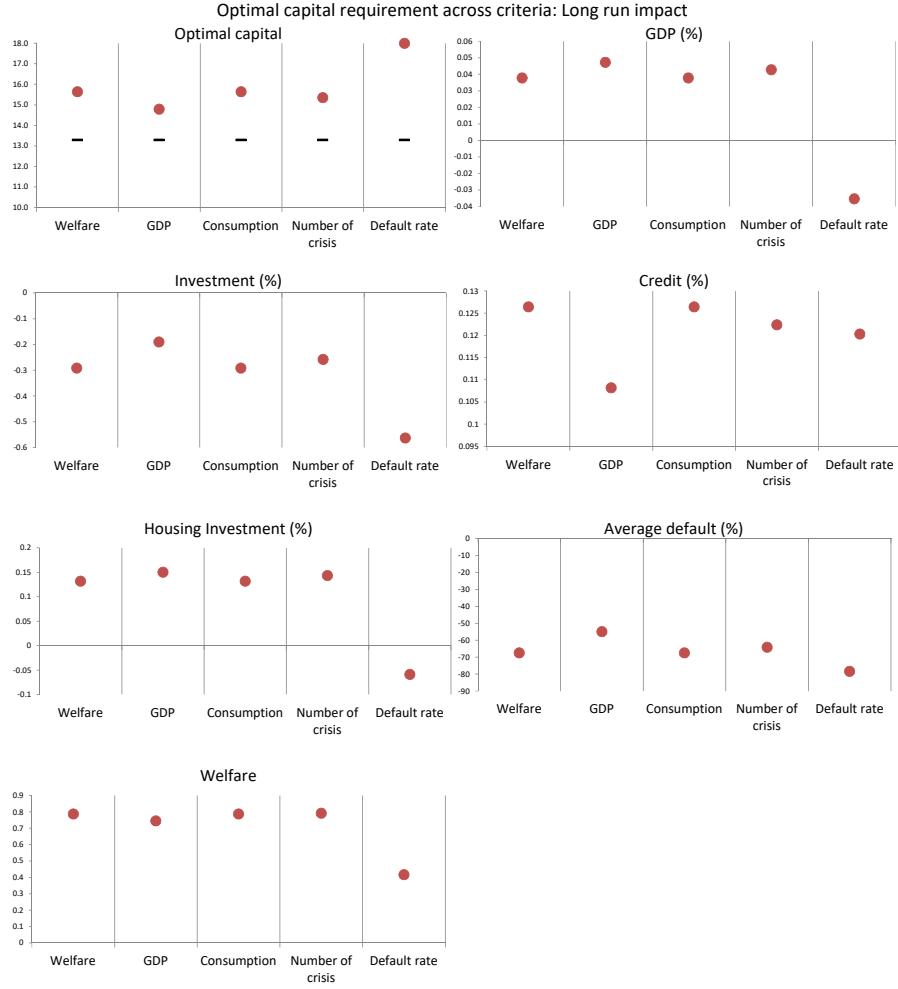 Optimal capital requirement across criteria: Long run impact
Optimal capital
18.0
17.0
16.0
15.0
14.0
13.0
12.0
11.0
10.0
Welfare
GDP
Consumption
Number of
crisis
Default rate
GDP (%)
0.06
0.05
0.04
0.03
0.02
0.01
0
-0.01
-0.02
-0.03
-0.04
Welfare
GDP
Consumption
Number of
crisis
Default rate
Investment (%)
0
-0.1
-0.2
-0.3
-0.4
-0.5
-0.6
Welfare
GDP
Consumption
Number of
crisis
Default rate
Credit (%)
0.13
0.125
0.12
0.115
0.11
0.105
0.1
0.095
Welfare
GDP
Consumption
Number of
crisis
Default rate
Housing Investment (%)
0.2
0.15
0.1
0.05
0
-0.05
-0.1
Welfare
GDP
Consumption
Number of
crisis
Default rate
Average default (%)
0
-10
-20
-30
-40
-50
-60
-70
-80
-90
Welfare
GDP
Consumption
Number of
crisis
Default rate
Welfare
0.9
0.8
0.7
0.6
0.5
0.4
0.3
0.2
0.1
0
Welfare
GDP
Consumption
Number of
crisis
Default rate